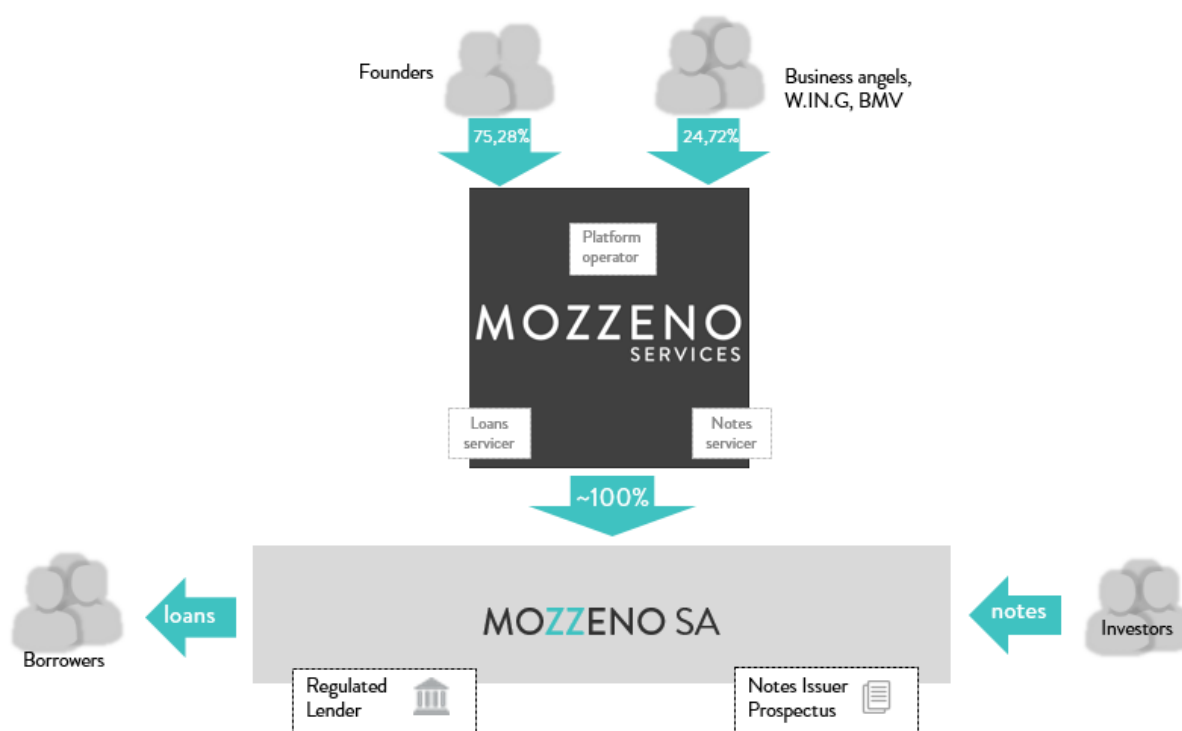 Founders
Business angels,
W.IN.G, BMV
75,28%
24,72%
Platform
operator
MOZZENO
SERVICES
Loans
servicer
Notes
servicer
~100%
loans
MOZZENO SA
notes
Borrowers
Investors
Regulated
Lender
Notes Issuer
Prospectus